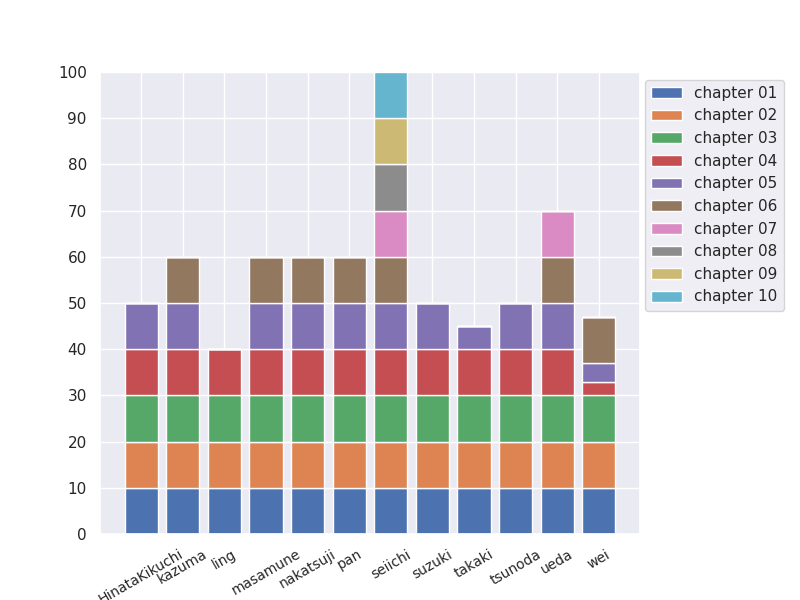 100
90
80
70
60
50
40
30
20
10
0
HinataKikuchi
kazuma
ling
masamune
nakatsuji
pan
seiichi
suzuki
takaki
tsunoda
ueda
wei
chapter 01
chapter 02
chapter 03
chapter 04
chapter 05
chapter 06
chapter 07
chapter 08
chapter 09
chapter 10